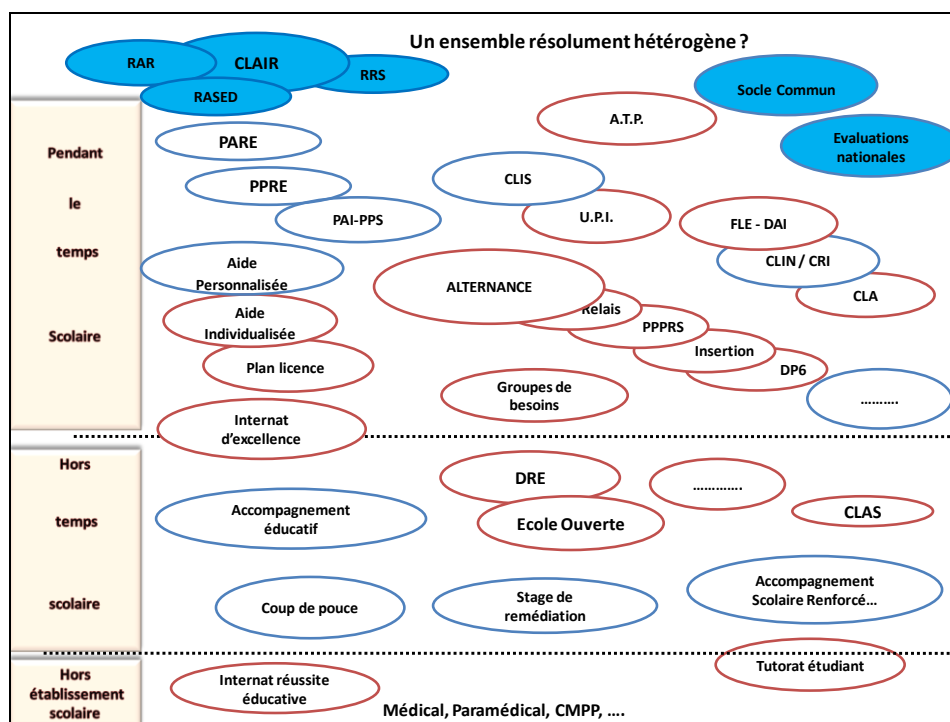 Un ensemble résolument hétérogène ?
RAR
CLAIR
RRS
RASED
Socle Commun
Evaluations
nationales
Pendant
le
temps
Scolaire
PARE
A.T.P.
PPRE
CLIS
PAI-PPS
U.P.I.
FLE - DAI
CLIN / CRI
CLA
Aide
Personnalisée
ALTERNANCE
Relais
PPPRS
Insertion
DP6
Aide
Individualisée
Plan licence
Groupes de
besoins
……….
Internat
d’excellence
Hors
temps
scolaire
DRE
………….
Accompagnement
éducatif
Ecole Ouverte
CLAS
Coup de pouce
Stage de
remédiation
Accompagnement
Scolaire Renforcé…
Hors
établissement
scolaire
Internat réussite
éducative
Tutorat étudiant
Médical, Paramédical, CMPP, ….